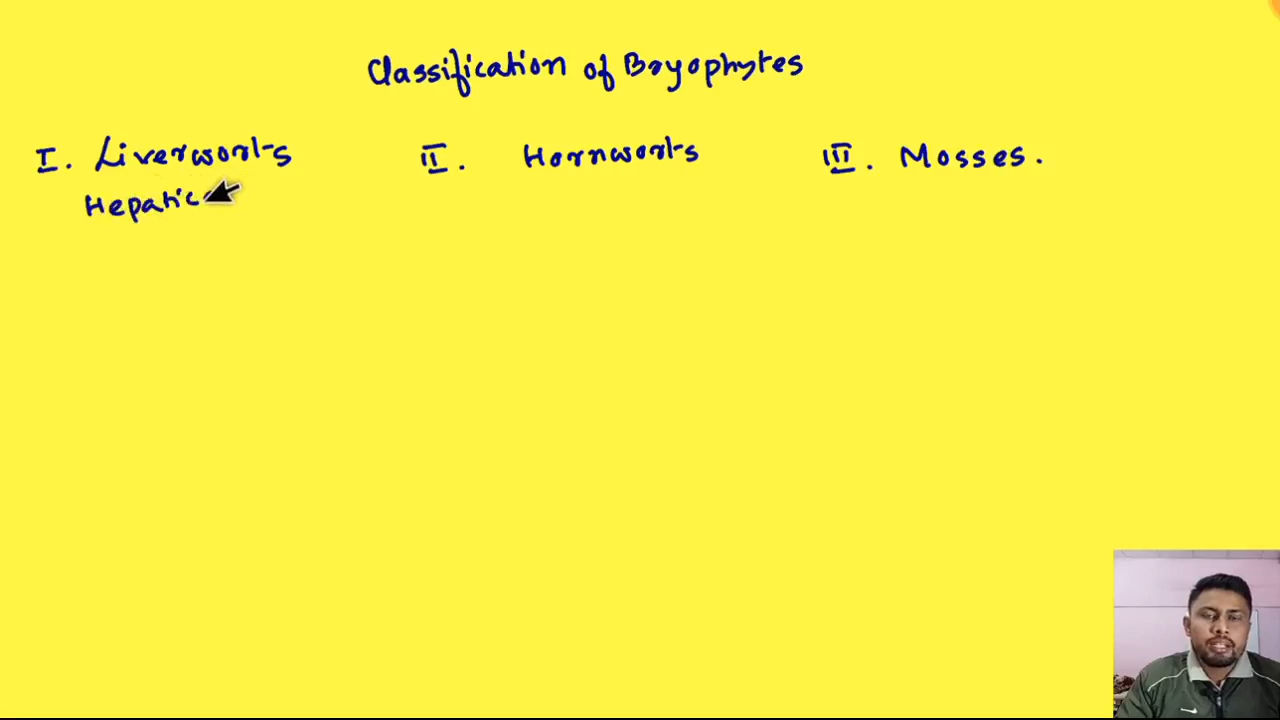 Classification of Bryophytes
I. Liverworts
II. Hornworts
III. Mosses.
Hepatic